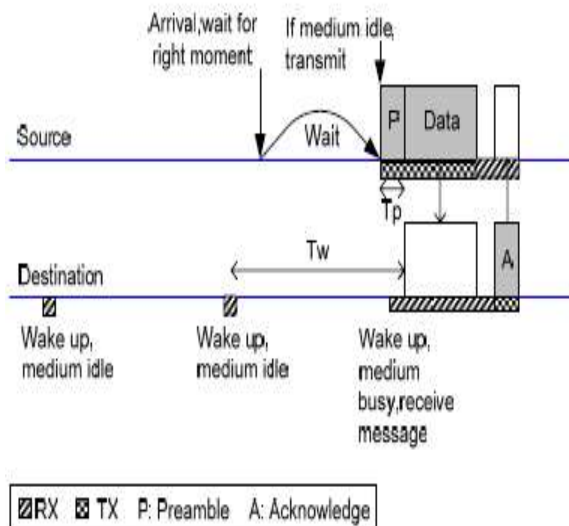 Arrival,wait for
right moment
If medium idle,
transmit
P
Data
Source
Wait
Tp
Tw
A
Destination
Wake up,
medium idle
Wake up,
medium idle
Wake up,
medium
busy,receive
message
RX TX P: Preamble A: Acknowledge